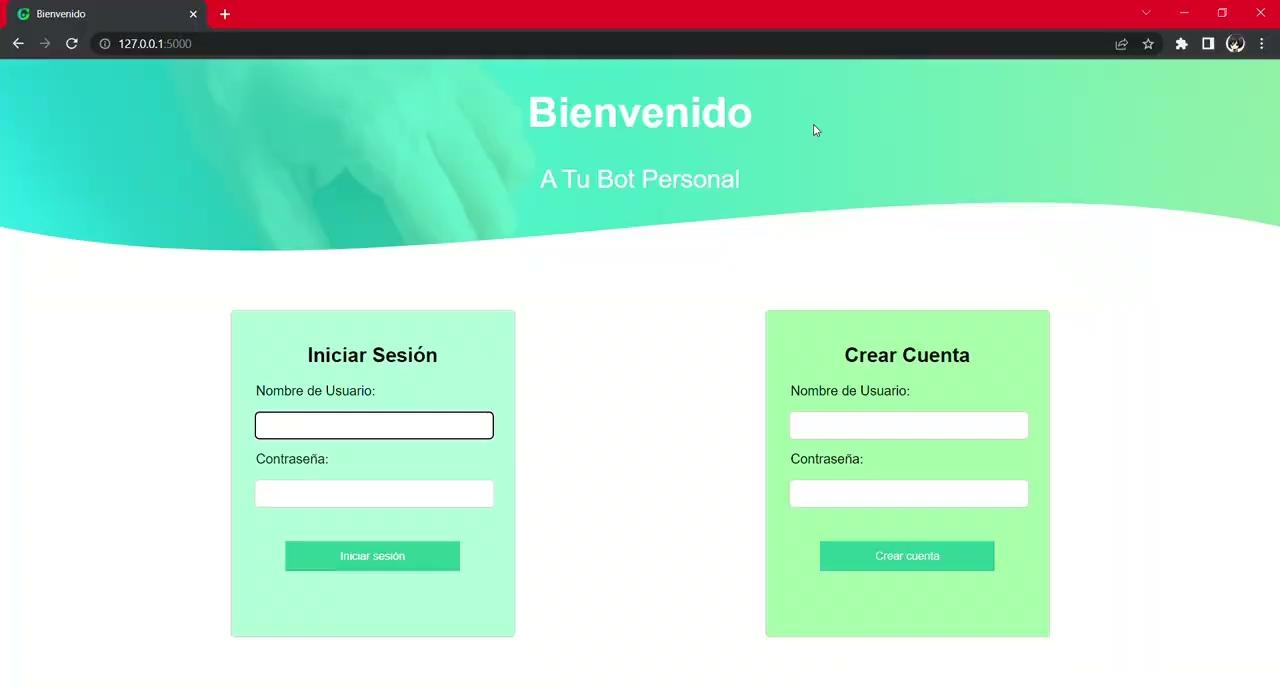 Bienvenido
127.0.0.1:5000
Bienvenido
A Tu Bot Personal
Iniciar Sesión
Nombre de Usuario:
Contraseña:
Iniciar sesión
Crear Cuenta
Nombre de Usuario:
Contraseña:
Crear cuenta